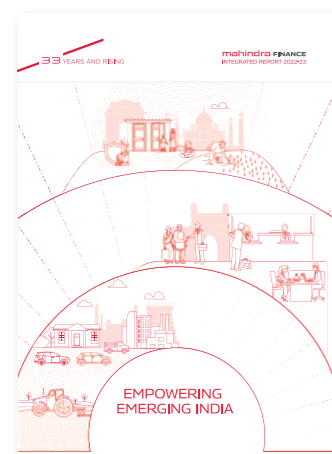 33 YEARS AND RISING
mahindra FINANCE
INTEGRATED REPORT 2022-23
EMPOWERING
EMERGING INDIA